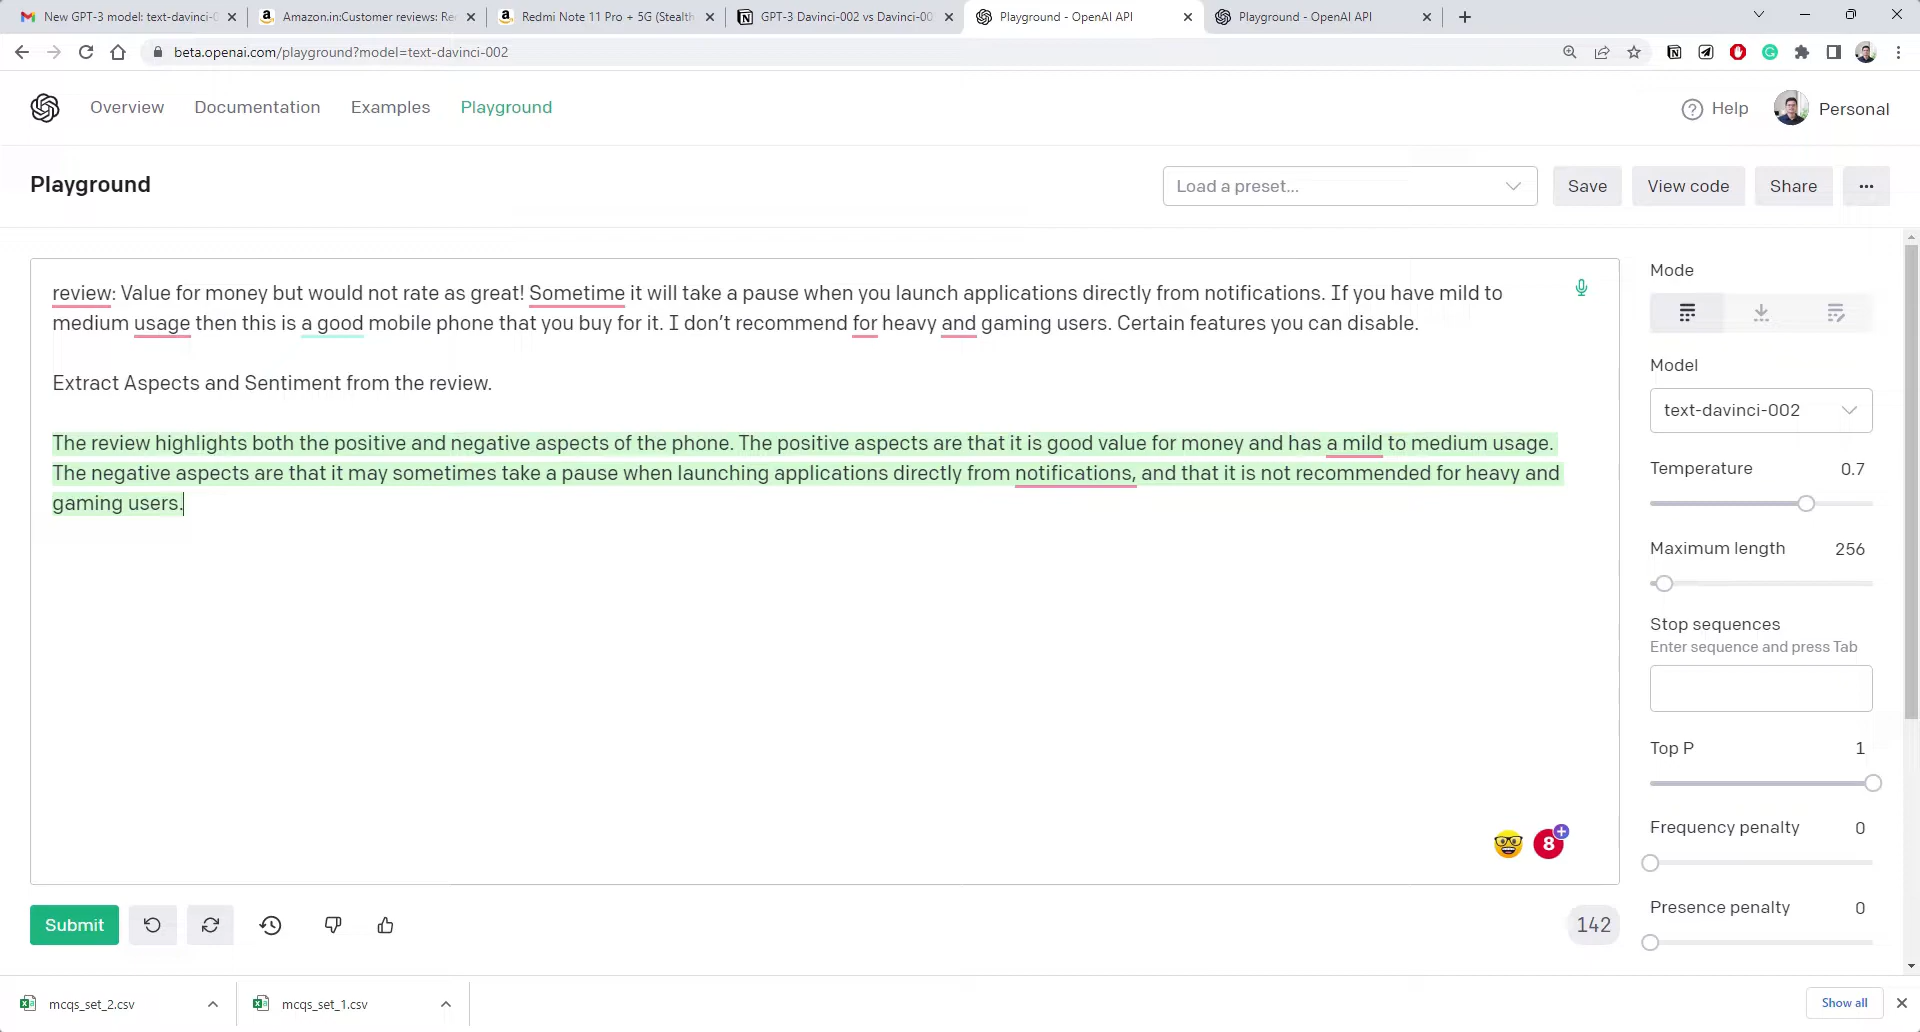 New GPT-3 model: text-davinci-0
Amazon.in:Customer reviews: Re
Redmi Note 11 Pro + 5G (Stealth
GPT-3 Davinci-002 vs Davinci-00
Playground - OpenAI API
Playground - OpenAI API
beta.openai.com/playground?model=text-davinci-002
Overview
Documentation
Examples
Playground
Help
Personal
Playground
Load a preset...
Save
View code
Share
review: Value for money but would not rate as great! Sometime it will take a pause when you launch applications directly from notifications. If you have mild to
medium usage then this is a good mobile phone that you buy for it. I don’t recommend for heavy and gaming users. Certain features you can disable.
Extract Aspects and Sentiment from the review.
The review highlights both the positive and negative aspects of the phone. The positive aspects are that it is good value for money and has a mild to medium usage.
The negative aspects are that it may sometimes take a pause when launching applications directly from notifications, and that it is not recommended for heavy and
gaming users.
8
Mode
Model
text-davinci-002
Temperature 0.7
Maximum length 256
Stop sequences
Enter sequence and press Tab
Top P 1
Frequency penalty 0
Presence penalty 0
Submit
142
mcqs_set_2.csv
mcqs_set_1.csv
Show all